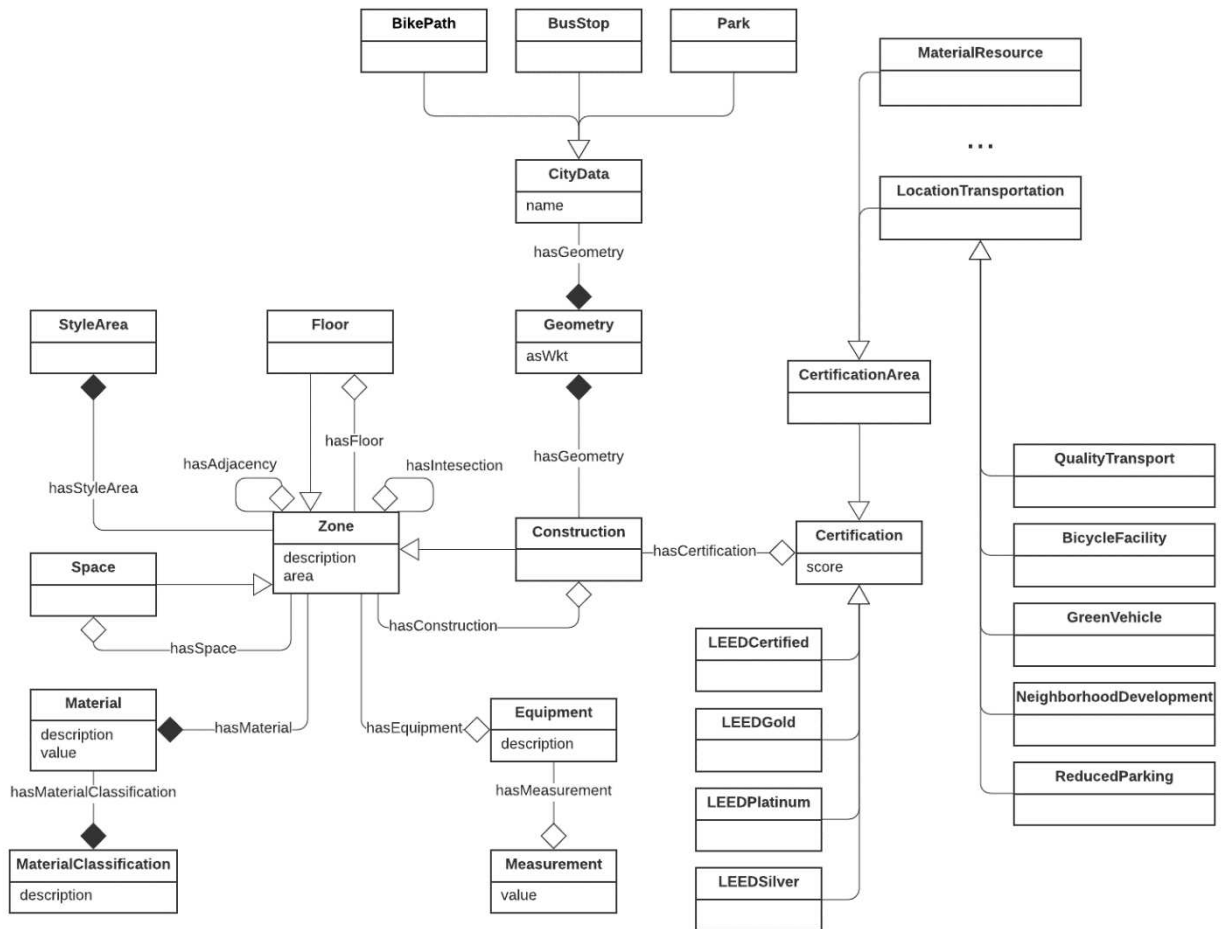 BikePath
BusStop
Park
MaterialResource
...
CityData
name
LocationTransportation
hasGeometry
StyleArea
Floor
Geometry
asWkt
CertificationArea
hasFloor
hasAdjacency
hasIntesection
hasGeometry
QualityTransport
hasStyleArea
Zone
description
area
Construction
hasCertification
Certification
score
BicycleFacility
Space
hasConstruction
GreenVehicle
hasSpace
LEEDCertified
Material
description
value
hasMaterial
hasEquipment
Equipment
description
LEEDGold
NeighborhoodDevelopment
hasMaterialClassification
hasMeasurement
LEEDPlatinum
ReducedParking
MaterialClassification
description
Measurement
value
LEEDSilver